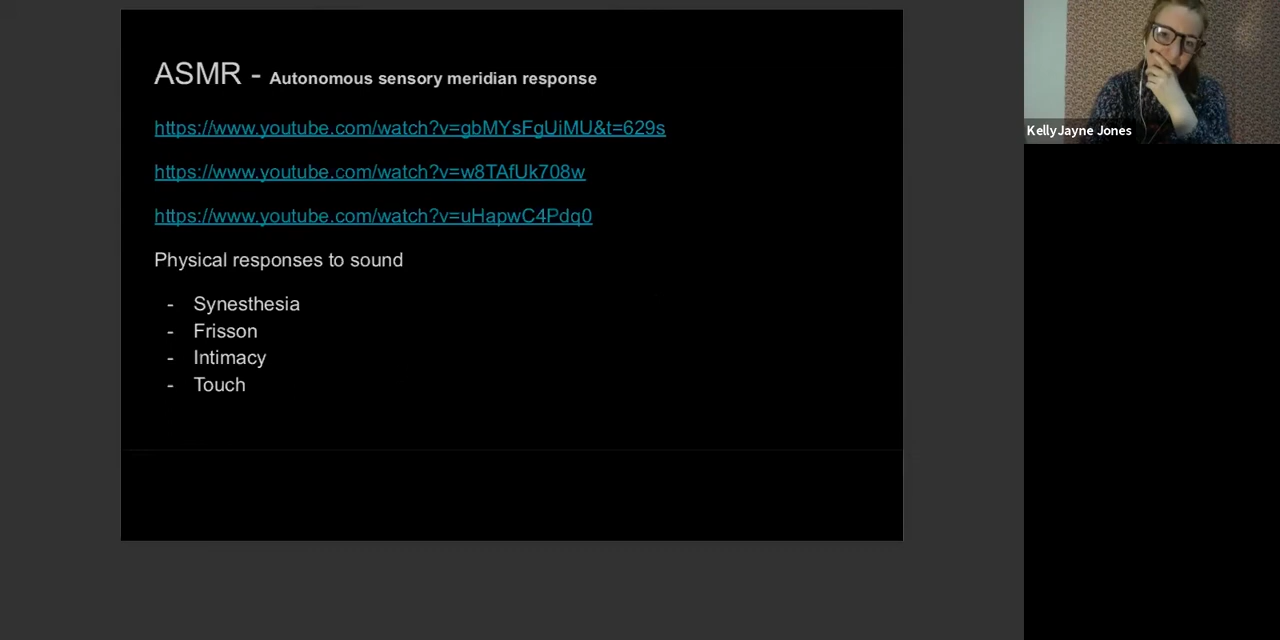 ASMR - Autonomous sensory meridian response
https://www.youtube.com/watch?v=gbMYsFgUiMU&t=629s
https://www.youtube.com/watch?v=w8TAfUk708w
https://www.youtube.com/watch?v=uHapwC4Pdq0
Physical responses to sound
- Synesthesia
- Frisson
- Intimacy
- Touch
KellyJayne Jones